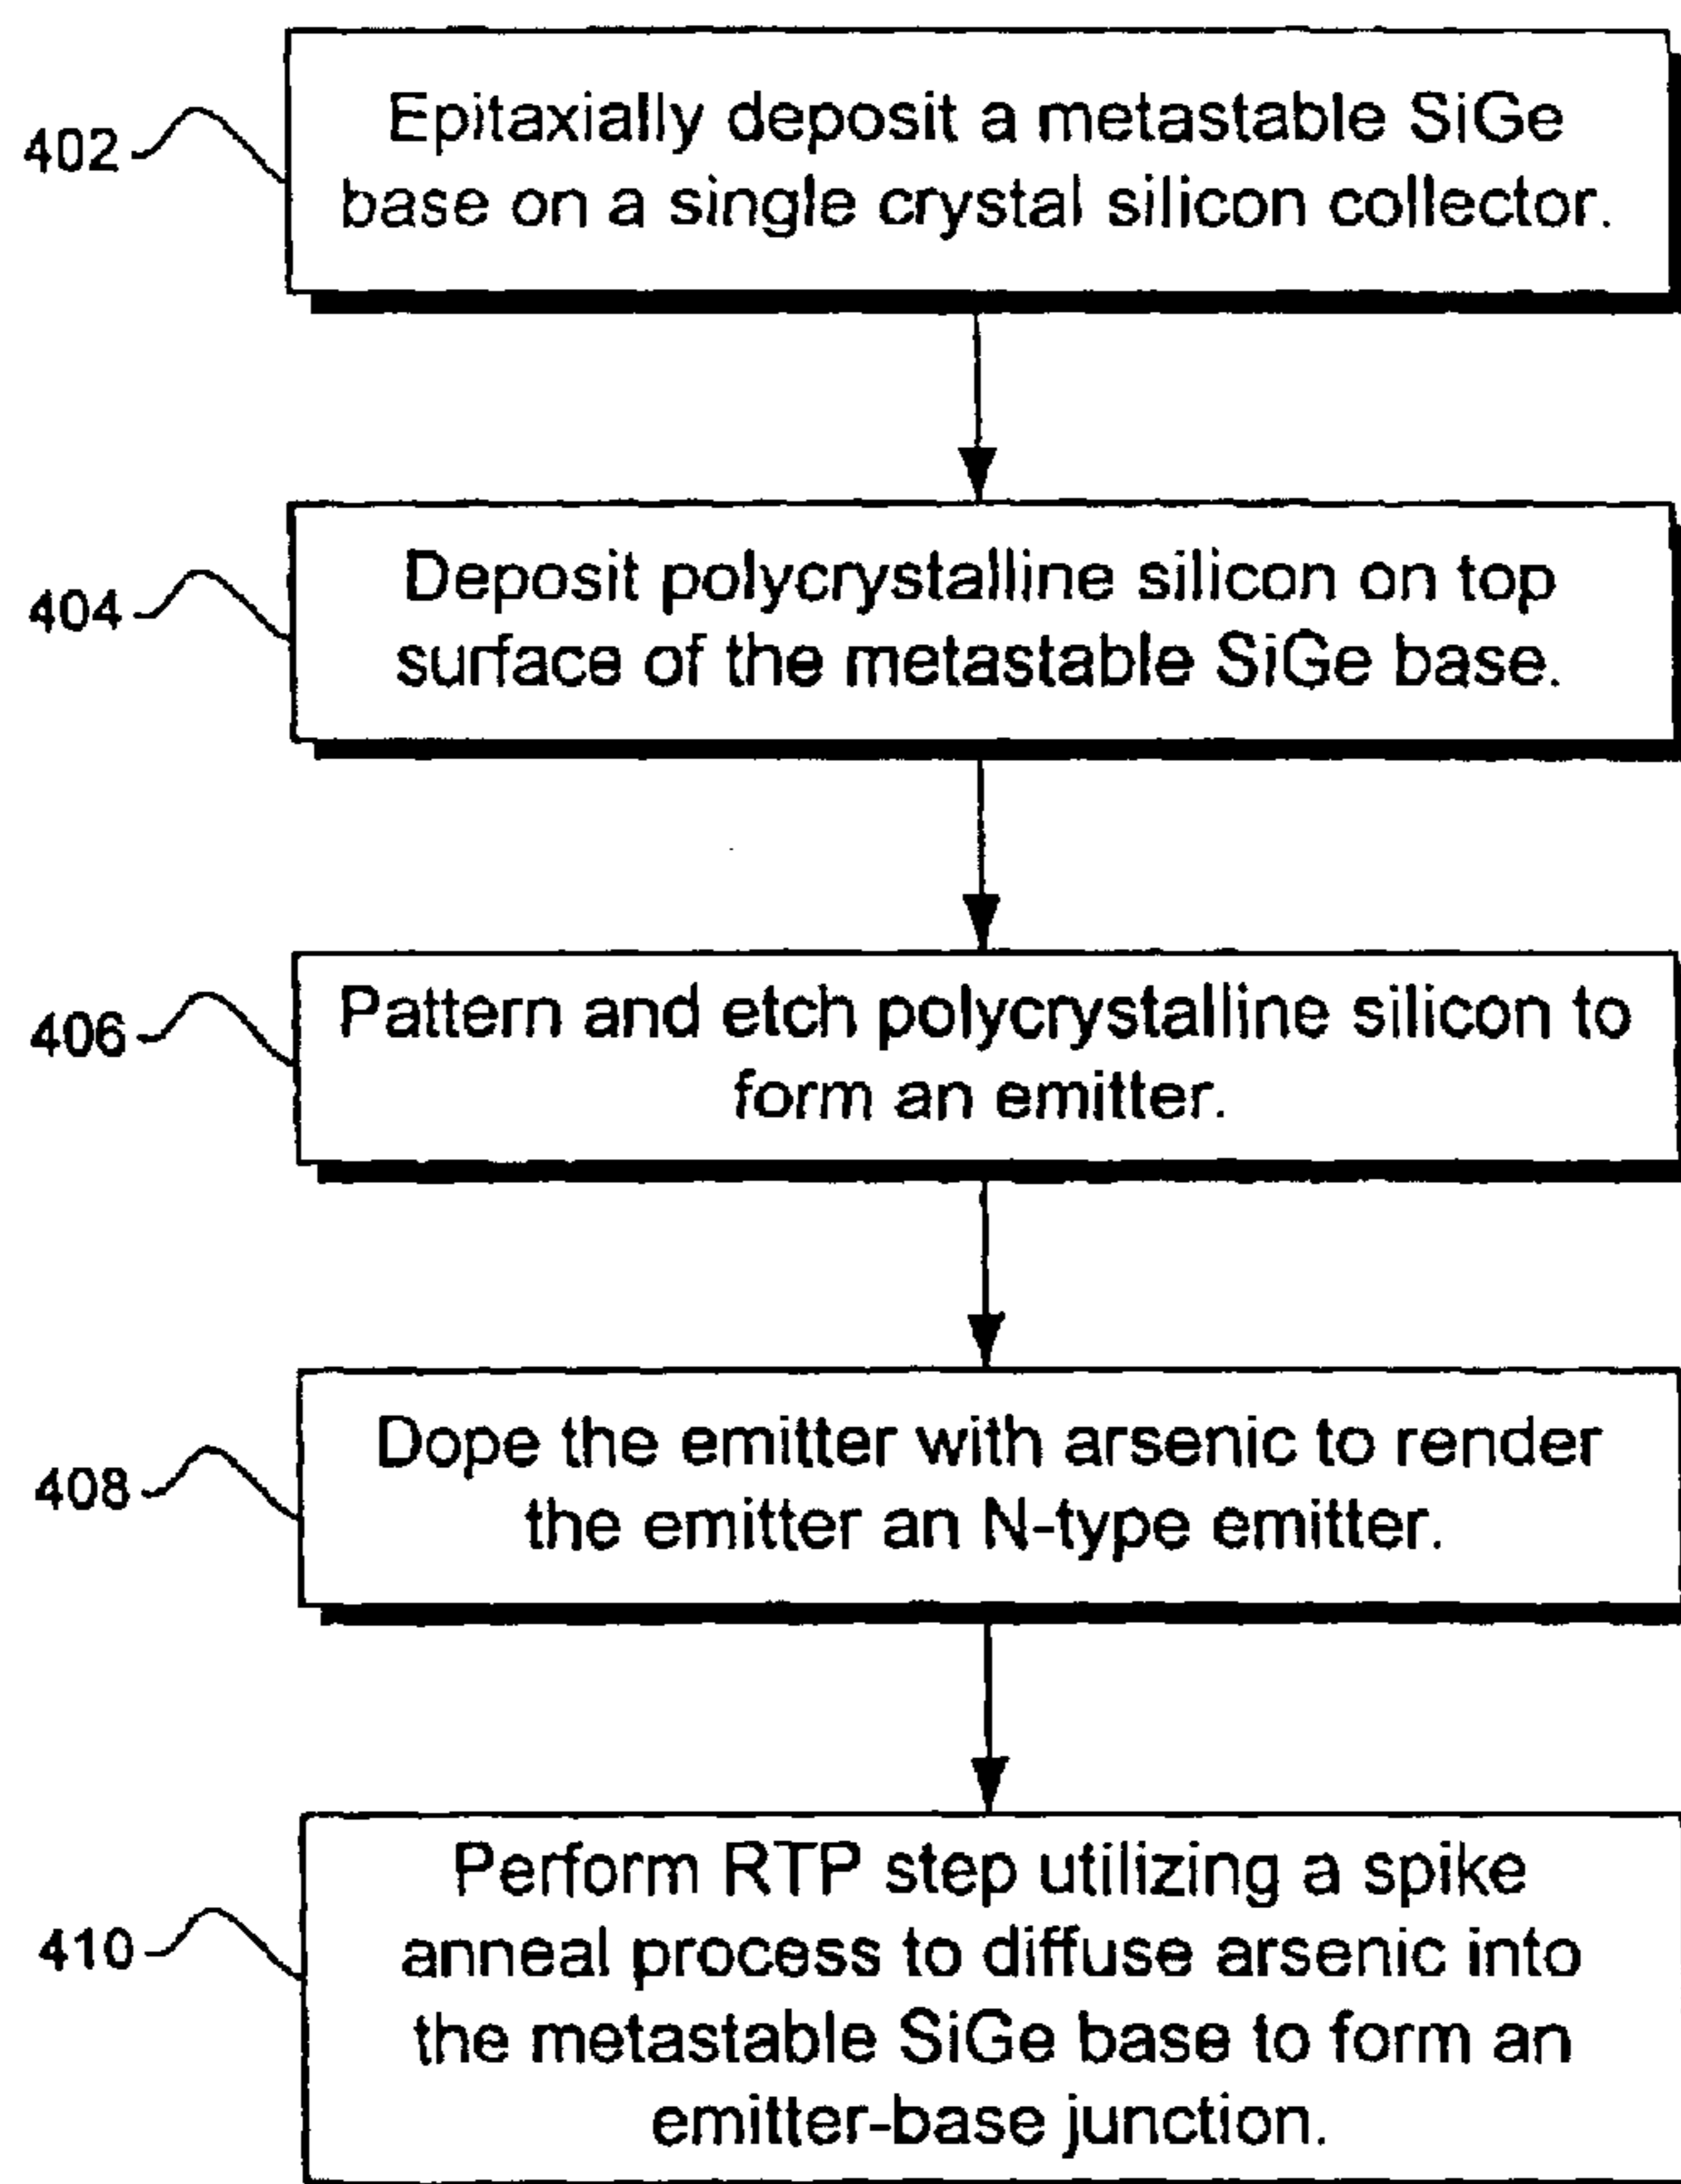 402
Epitaxially deposit a metastable SiGe
base on a single crystal silicon collector.
404
Deposit polycrystalline silicon on top
surface of the metastable SiGe base.
406
Pattern and etch polycrystalline silicon to
form an emitter.
408
Dope the emitter with arsenic to render
the emitter an N-type emitter.
410
Perform RTP step utilizing a spike
anneal process to diffuse arsenic into
the metastable SiGe base to form an
emitter-base junction.